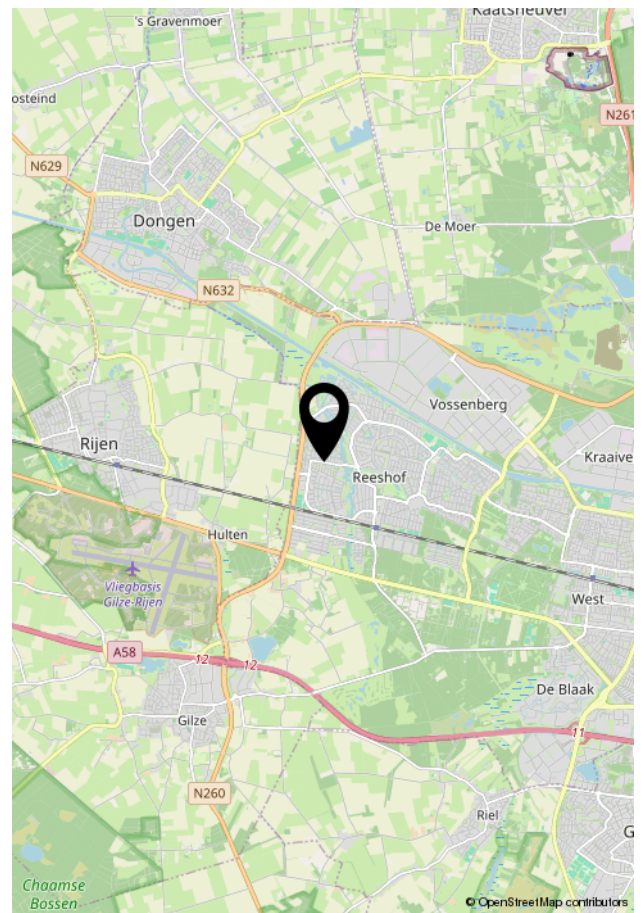 's Gravenmoer
Kaatsheuvel
oosteind
N261
N629
Dongen
De Moer
N632
Vossenberg
Rijen
Kraaive
Reeshof
Hulten
Vliegbasis
Gilze-Rijen
West
A58
12
12
De Blaak
Gilze
11
N260
Riel
G
Chaamse
Bossen
© OpenStreetMap contributors